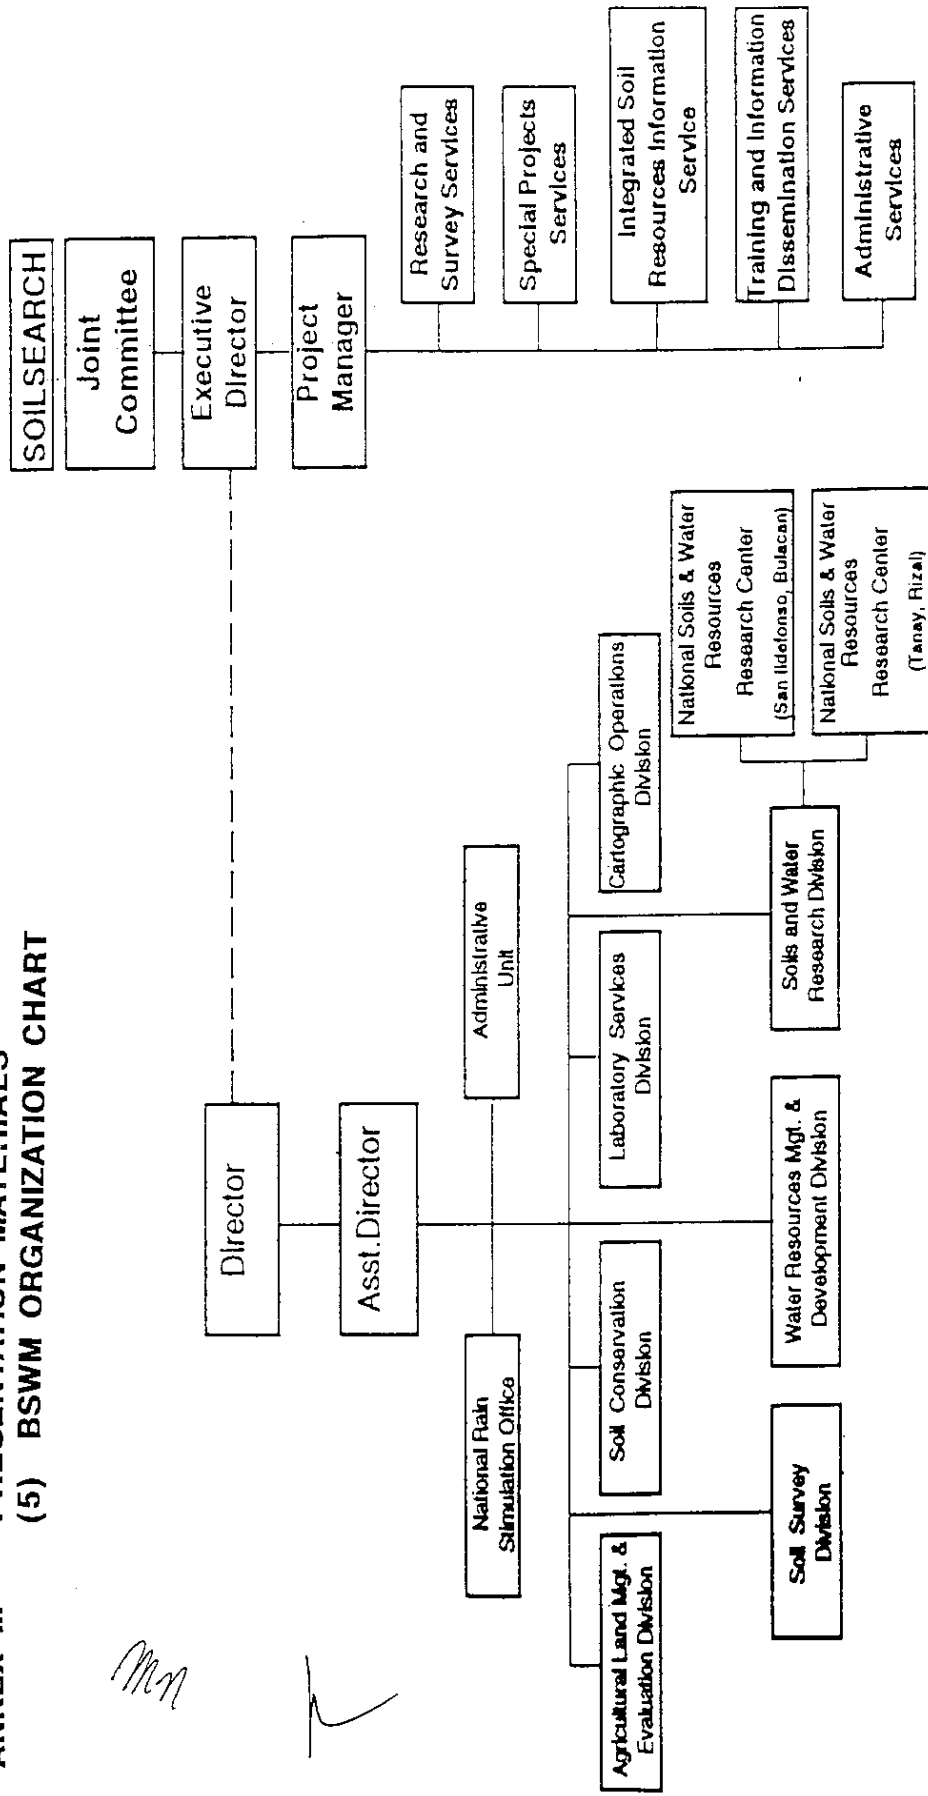 (5) BSWM ORGANIZATION CHART
SOILSEARCH
Joint
Committee
Executive
Director
Project
Manager
Research and
Survey Services
Special Projects
Services
Integrated Soil
Resources Information
Service
Training and Information
Dissemination Services
Administrative
Services
Director
Asst.Director
National Rain
Stimulation Office
Administrative
Unit
Agricultural Land Mgt. &
Evaluation Division
Soil Conservation
Division
Laboratory Services
Division
Cartographic Operations
Division
Soil Survey
Division
Water Resources Mgt. &
Development Division
Soils and Water
Research Division
National Soils & Water
Resources
Research Center
(San Ildefonso, Bulacan)
National Soils & Water
Resources
Research Center
(Tanay, Rizal)